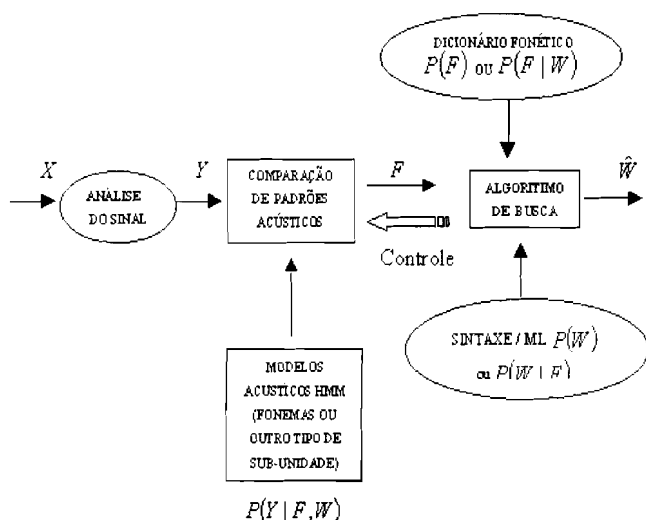 DICIONÁRIO FONÉTICO
P(F) OU P(F | W)
X
Y
F
Ŵ
ANÁLISE
DO SINAL
COMPARAÇÃO
DE PADRÕES
ACÚSTICOS
ALGORITIMO
DE BUSCA
Controle
MODELOS
ACUSTICOS HMM
(FONEMAS OU
OUTRO TIPO DE
SUB-UNIDADE)
SINTAXE / ML P(W)
ou P(W | F)
P(Y | F,W)